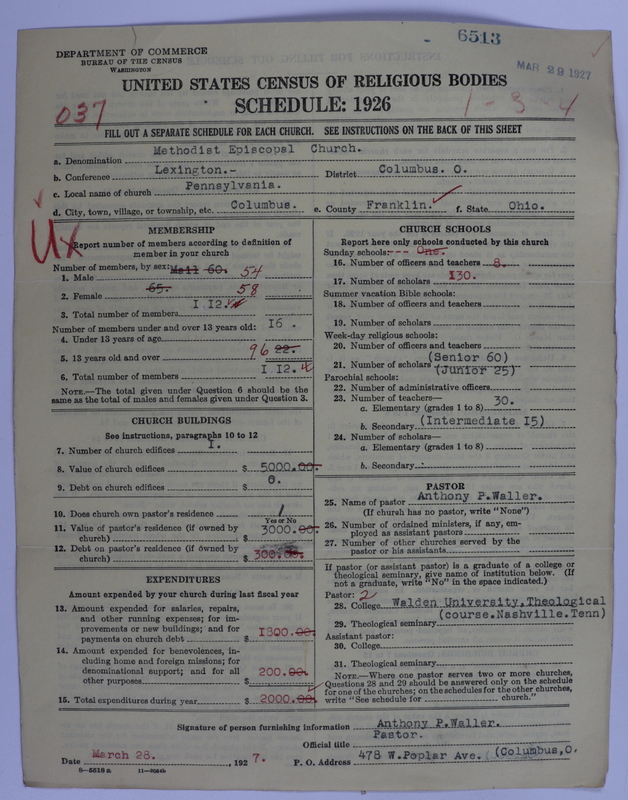 6513
DEPARTMENT OF COMMERCE
BUREAU OF THE CENSUS
WASHINGTON
MAR 29 1927
UNITED STATES CENSUS OF RELIGIOUS BODIES
SCHEDULE: 1926
037
1-3-4
FILL OUT A SEPARATE SCHEDULE FOR EACH CHURCH. SEE INSTRUCTIONS ON THE BACK OF THIS SHEET
a. Denomination Methodist Episcopal Church.
b. Conference Lexington.- District Columbus. O.
c. Local name of church Pennsylvania.
d. City, town, village, or township, etc. Columbus. e. County Franklin. f. State Ohio.
Ux
MEMBERSHIP
Report number of members according to definition of
member in your church
Number of members, by sex:
1. Male 60. 54
2. Female 65. 58
3. Total number of members I I2.
Number of members under and over 13 years old:
4. Under 13 years of age 16 .
5. 13 years old and over 96 22.
6. Total number of members I I2.
NOTE.—The total given under Question 6 should be the
same as the total of males and females given under Question 3.
CHURCH BUILDINGS
See instructions, paragraphs 10 to 12
7. Number of church edifices I.
8. Value of church edifices $ 5000.00.
9. Debt on church edifices $ 0.
10. Does church own pastor's residence /
Yes or No
11. Value of pastor's residence (if owned by
church) $ 3000.00.
12. Debt on pastor's residence (if owned by
church) $ 300.00.
EXPENDITURES
Amount expended by your church during last fiscal year
13. Amount expended for salaries, repairs,
and other running expenses; for im-
provements or new buildings; and for
payments on church debt $ 1800.00.
14. Amount expended for benevolences, in-
cluding home and foreign missions; for
denominational support; and for all
other purposes $ 200.00.
15. Total expenditures during year $ 2000.00.
CHURCH SCHOOLS
Report here only schools conducted by this church
Sunday schools:--- One.
16. Number of officers and teachers 8.
17. Number of scholars I30.
Summer vacation Bible schools:
18. Number of officers and teachers
19. Number of scholars
Week-day religious schools:
20. Number of officers and teachers
(Senior 60)
21. Number of scholars (Junior 25)
Parochial schools:
22. Number of administrative officers
23. Number of teachers— 30.
a. Elementary (grades 1 to 8)
b. Secondary (Intermediate I5)
24. Number of scholars—
a. Elementary (grades 1 to 8)
b. Secondary
PASTOR
25. Name of pastor Anthony P.Waller.
(If church has no pastor, write "None")
26. Number of ordained ministers, if any, em-
ployed as assistant pastors
27. Number of other churches served by the
pastor or his assistants
If pastor (or assistant pastor) is a graduate of a college or
theological seminary, give name of institution below. (If
not a graduate, write "No" in the space indicated.)
Pastor: 2
28. College Walden University,Theological
(course.Nashville.Tenn)
29. Theological seminary
Assistant pastor:
30. College
31. Theological seminary
NOTE.—Where one pastor serves two or more churches,
Questions 28 and 29 should be answered only on the schedule
for one of the churches; on the schedules for the other churches,
write "See schedule for church."
Signature of person furnishing information Anthony P.Waller.
Official title Pastor.
Date March 28. , 192 7. P. O. Address 478 W.Poplar Ave. (Columbus,O.
8-5518 a 11-9054b